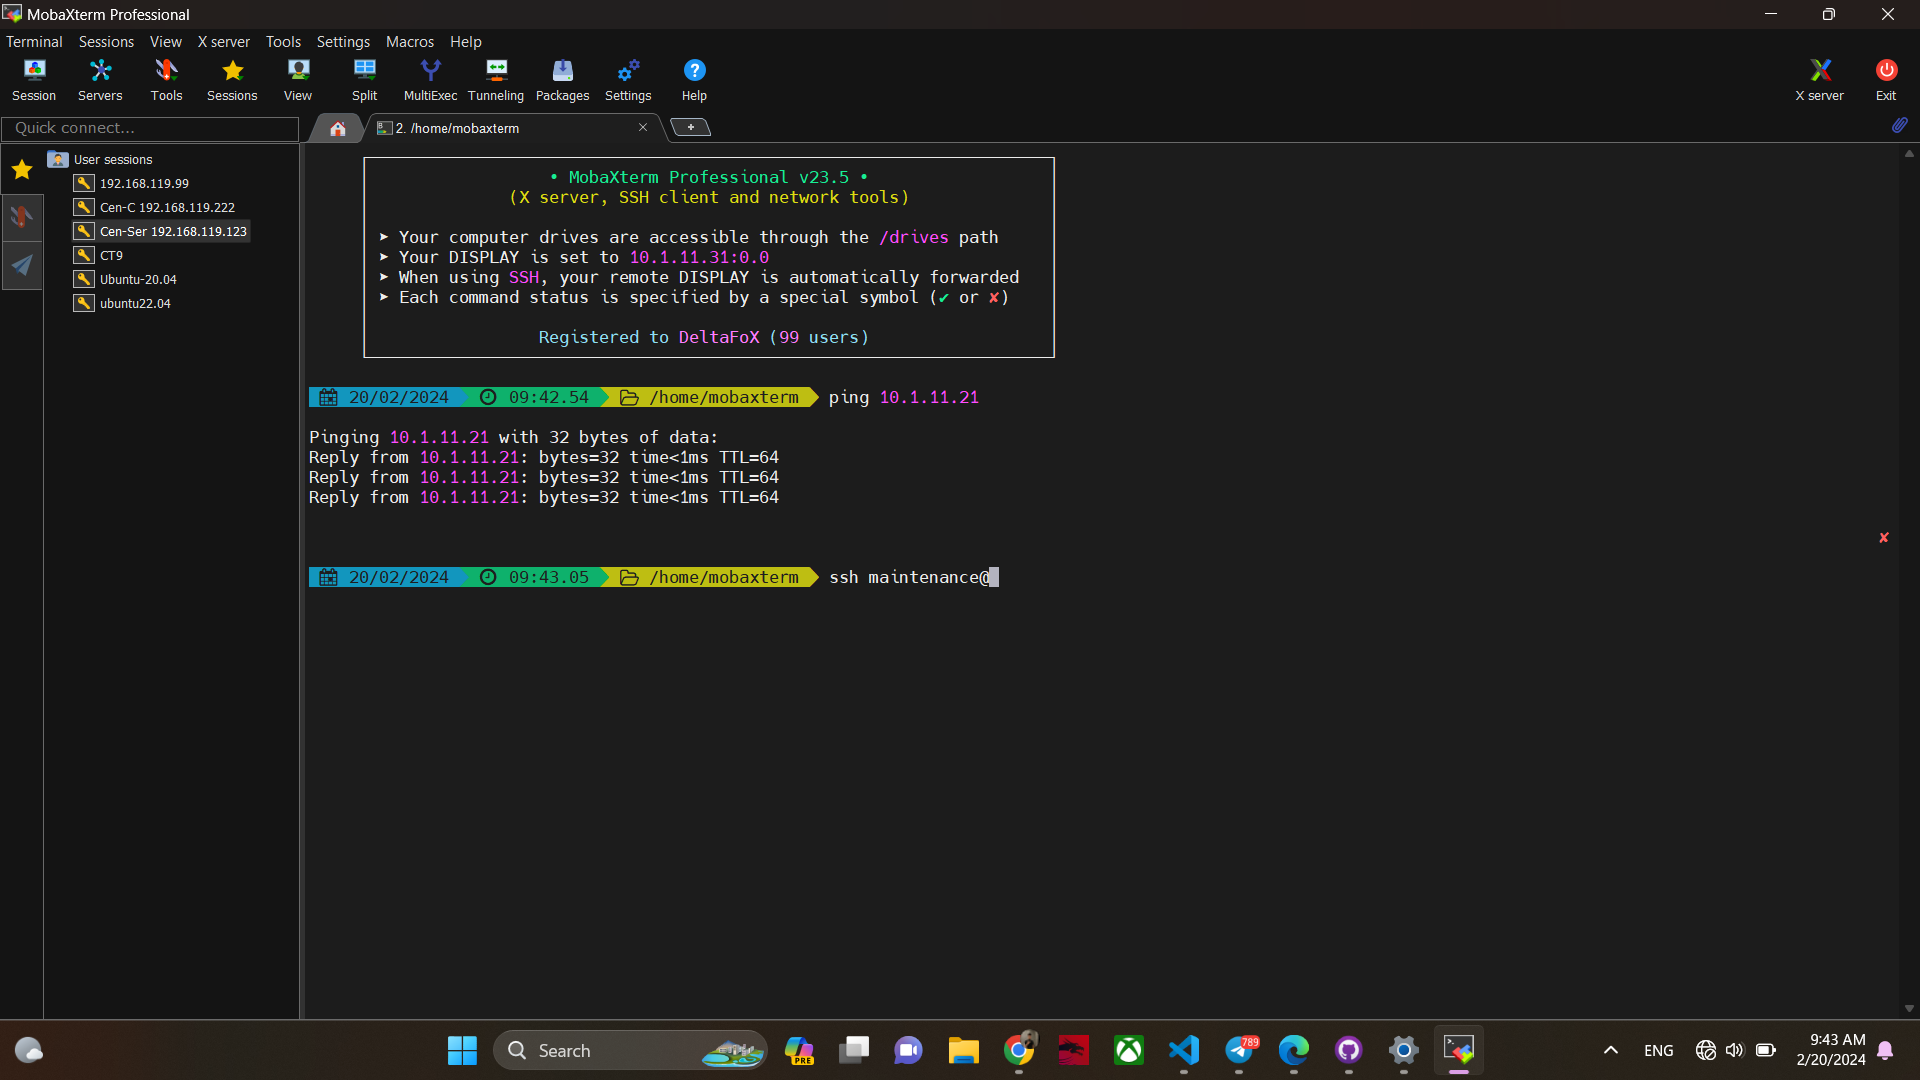 MobaXterm Professional
Terminal Sessions View X server Tools Settings Macros Help
Session Servers Tools Sessions View Split MultiExec Tunneling Packages Settings Help X server Exit
Quick connect...
2. /home/mobaxterm
User sessions
192.168.119.99
Cen-C 192.168.119.222
Cen-Ser 192.168.119.123
CT9
Ubuntu-20.04
ubuntu22.04
• MobaXterm Professional v23.5 •
(X server, SSH client and network tools)
➤ Your computer drives are accessible through the /drives path
➤ Your DISPLAY is set to 10.1.11.31:0.0
➤ When using SSH, your remote DISPLAY is automatically forwarded
➤ Each command status is specified by a special symbol (✔ or ✘)
Registered to DeltaFoX (99 users)
20/02/2024 09:42.54 /home/mobaxterm ping 10.1.11.21
Pinging 10.1.11.21 with 32 bytes of data:
Reply from 10.1.11.21: bytes=32 time<1ms TTL=64
Reply from 10.1.11.21: bytes=32 time<1ms TTL=64
Reply from 10.1.11.21: bytes=32 time<1ms TTL=64
✘
20/02/2024 09:43.05 /home/mobaxterm ssh maintenance@
Search
PRE
789
ENG
9:43 AM
2/20/2024